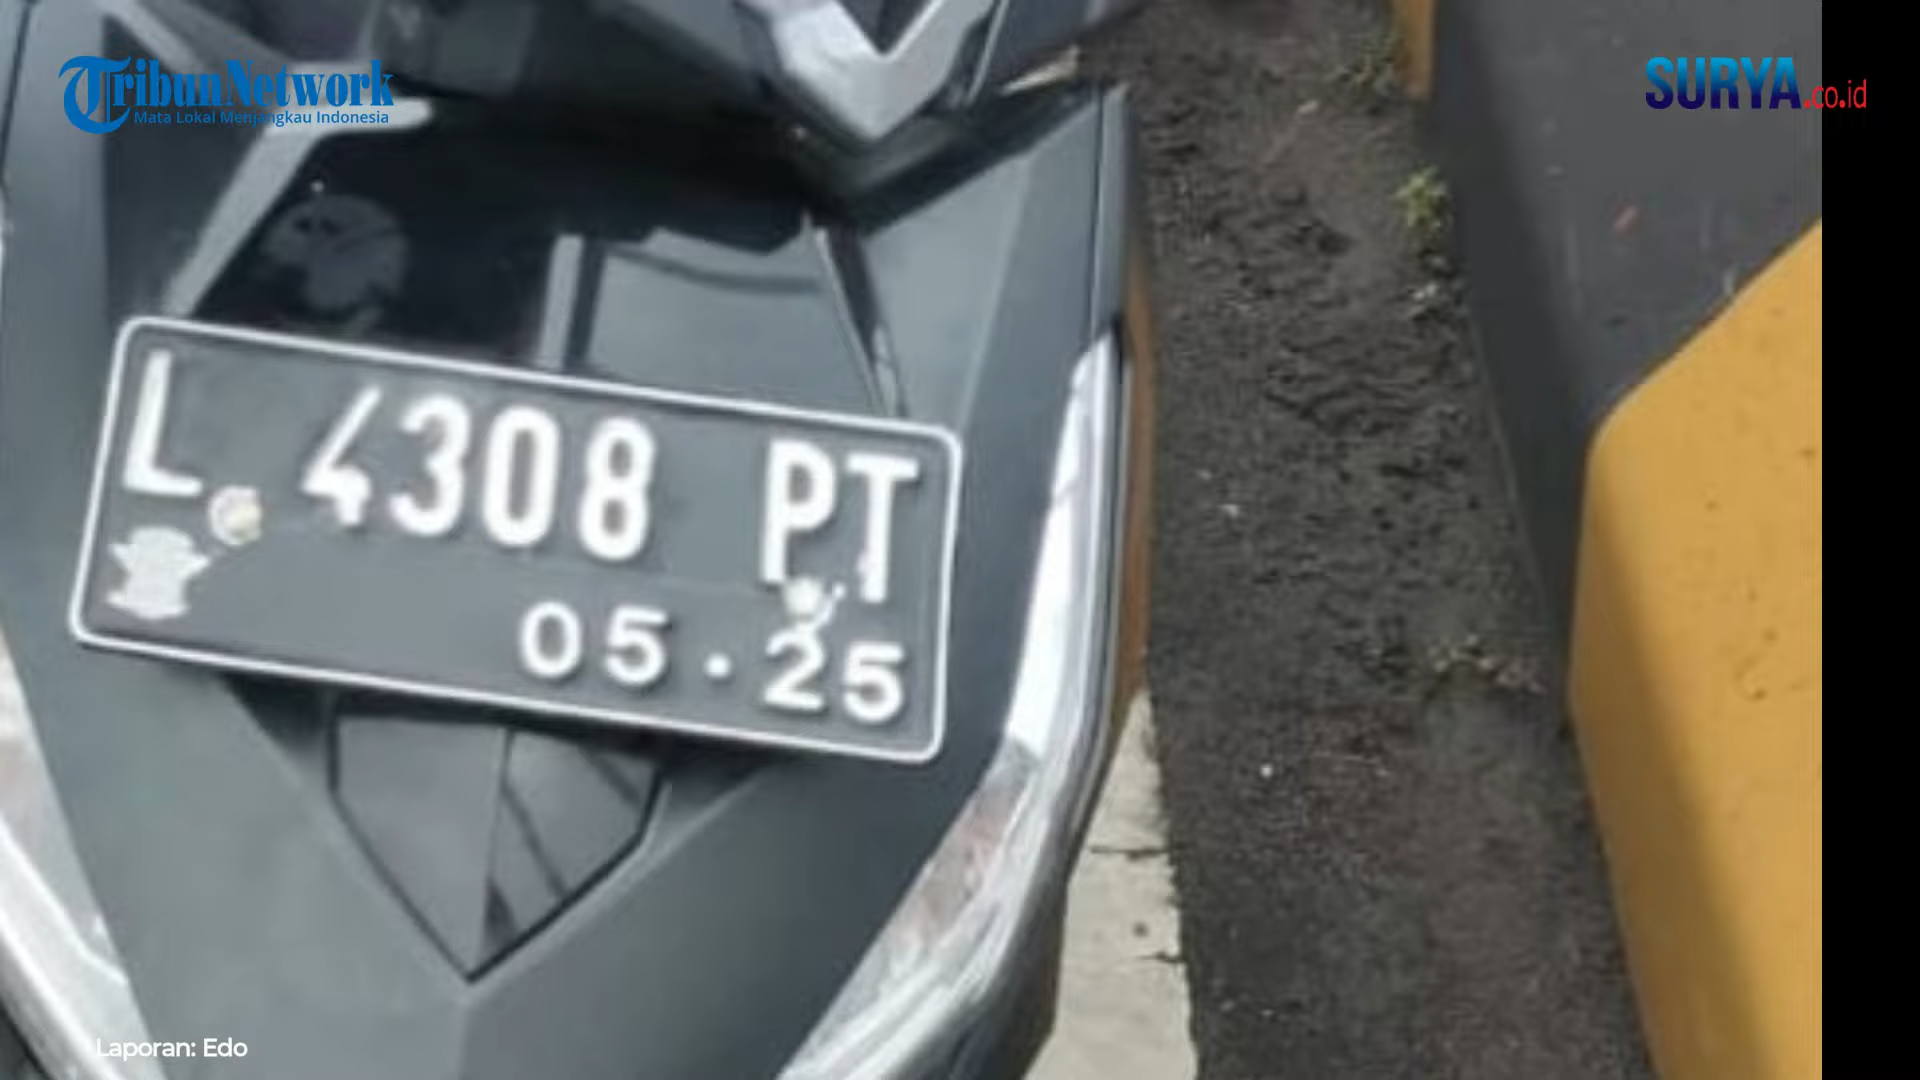 TribunNetwork
Mata Lokal Menjangkau Indonesia
SURYA.co.id
L 4308 PT
05.25
Laporan: Edo